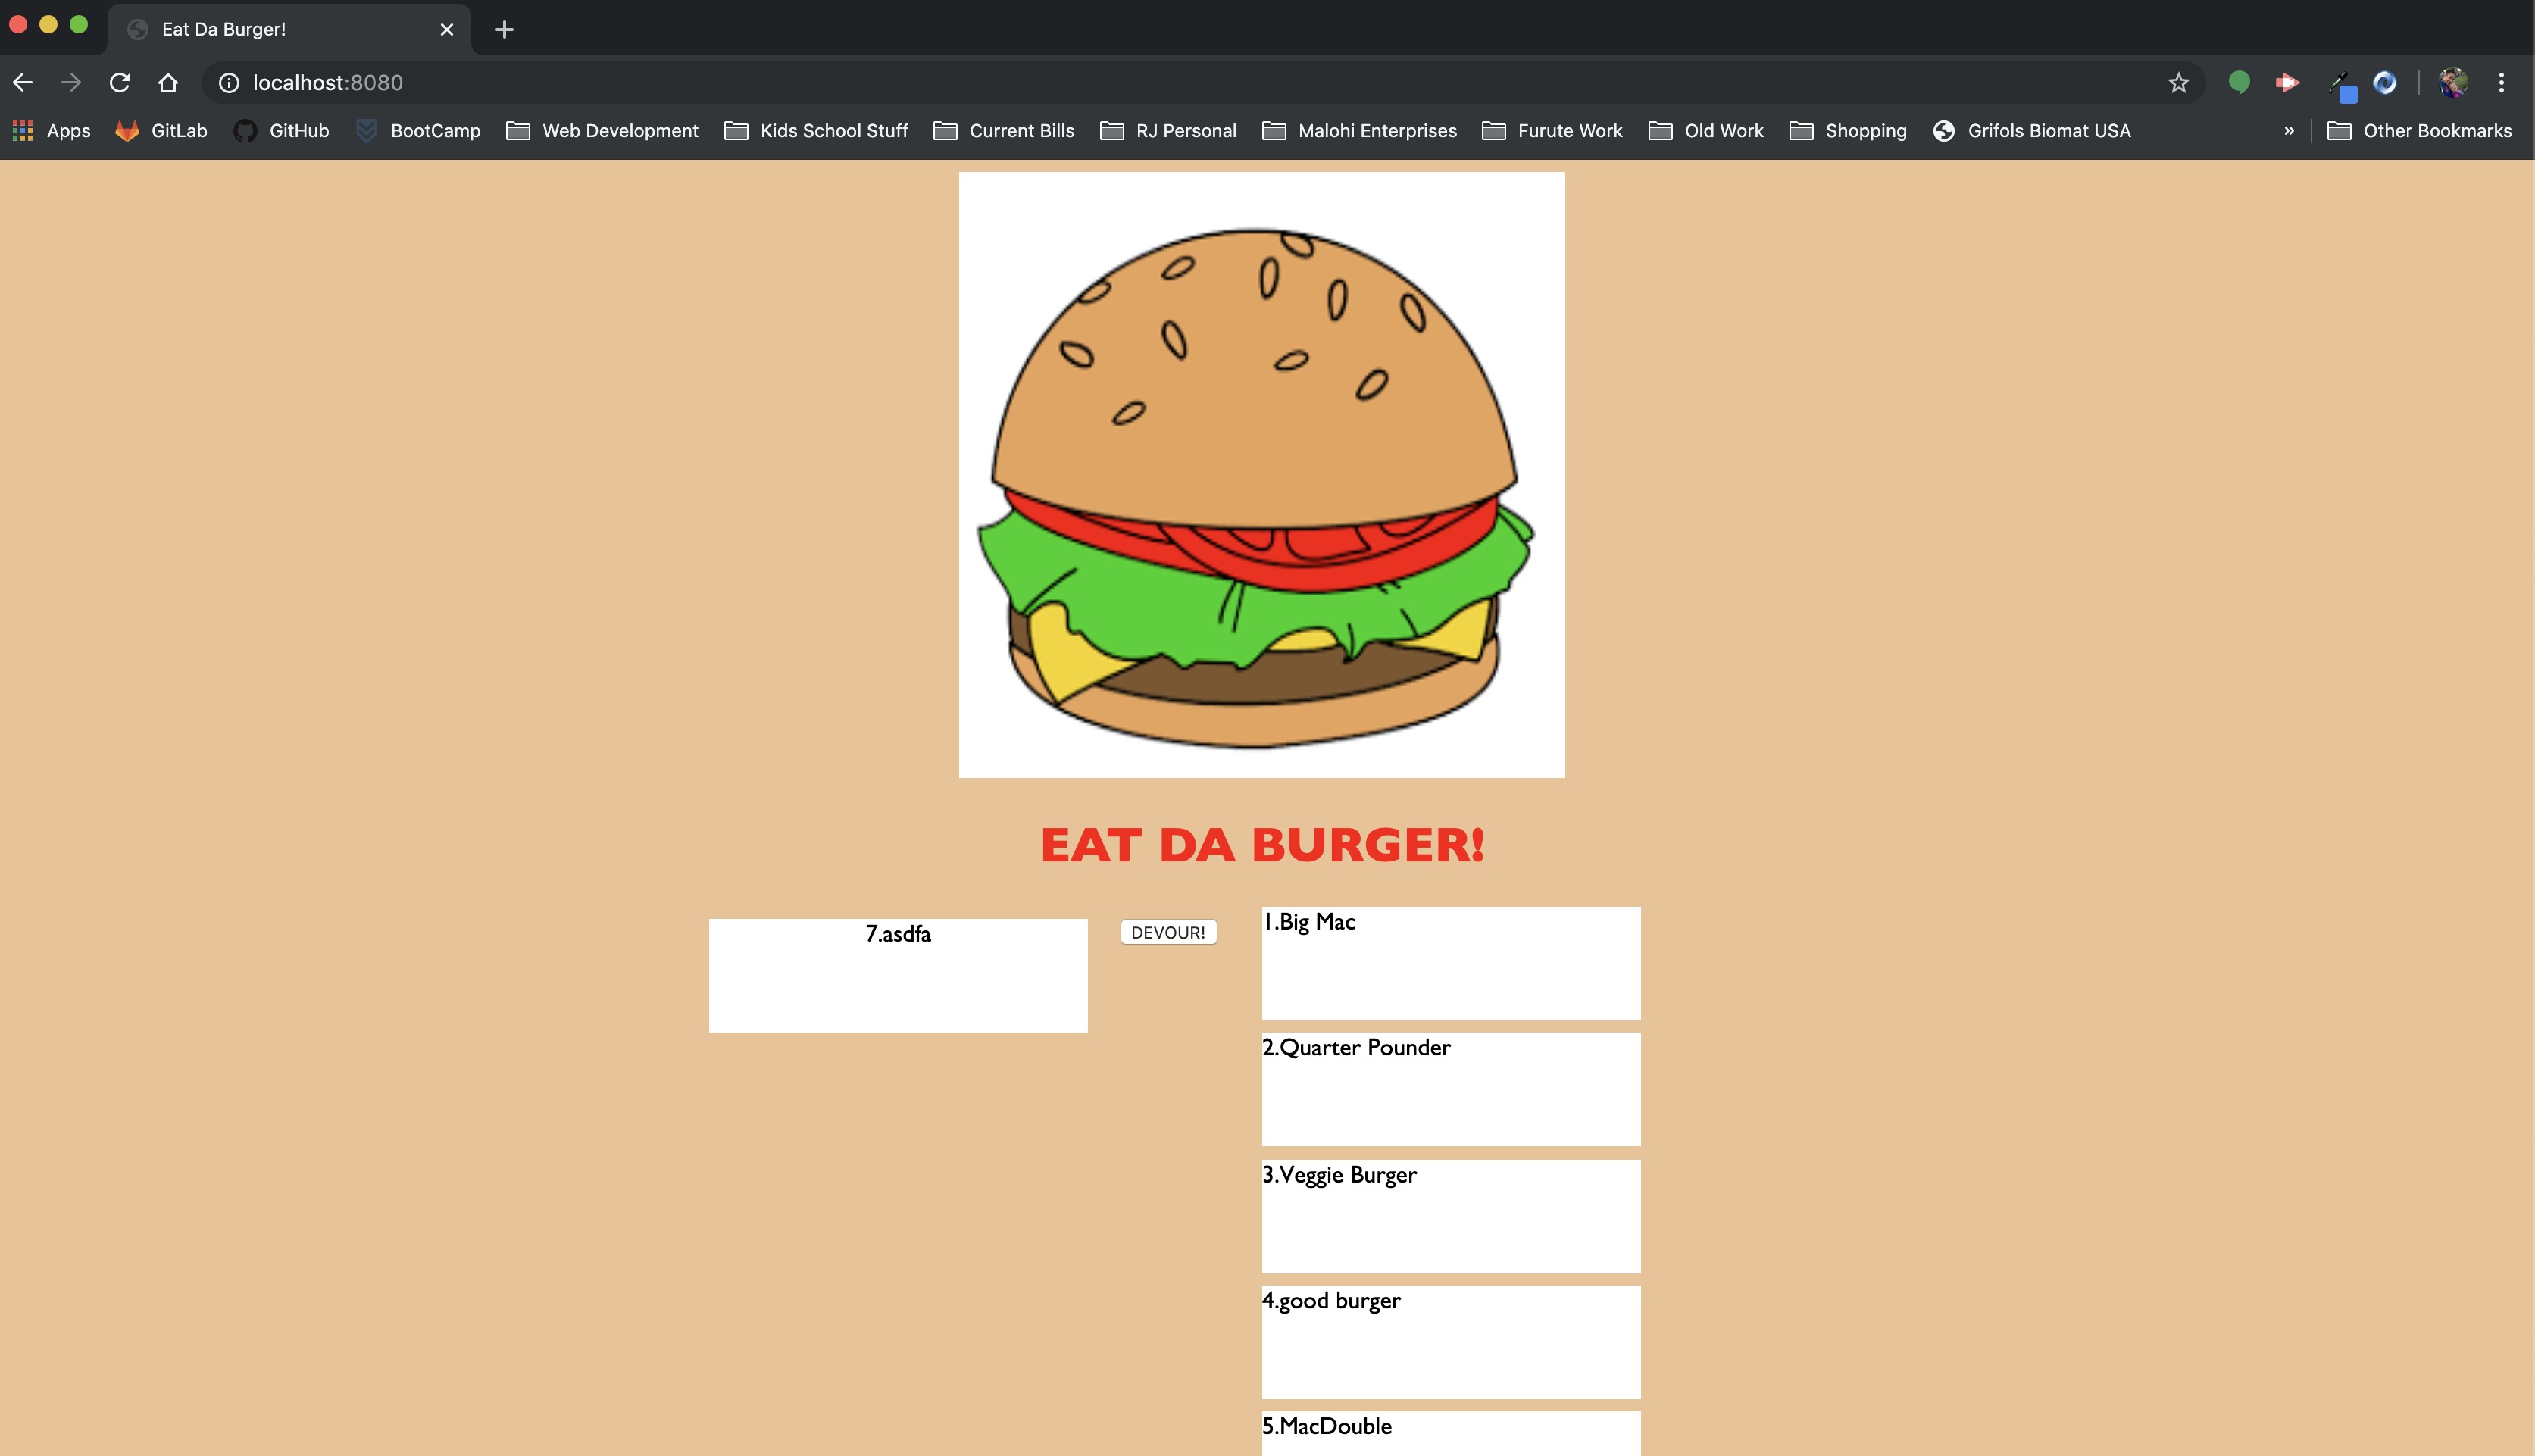 Eat Da Burger!
localhost:8080
Apps GitLab GitHub BootCamp Web Development Kids School Stuff Current Bills RJ Personal Malohi Enterprises Furute Work Old Work Shopping Grifols Biomat USA » Other Bookmarks
EAT DA BURGER!
7.asdfa
DEVOUR!
1.Big Mac
2.Quarter Pounder
3.Veggie Burger
4.good burger
5.MacDouble